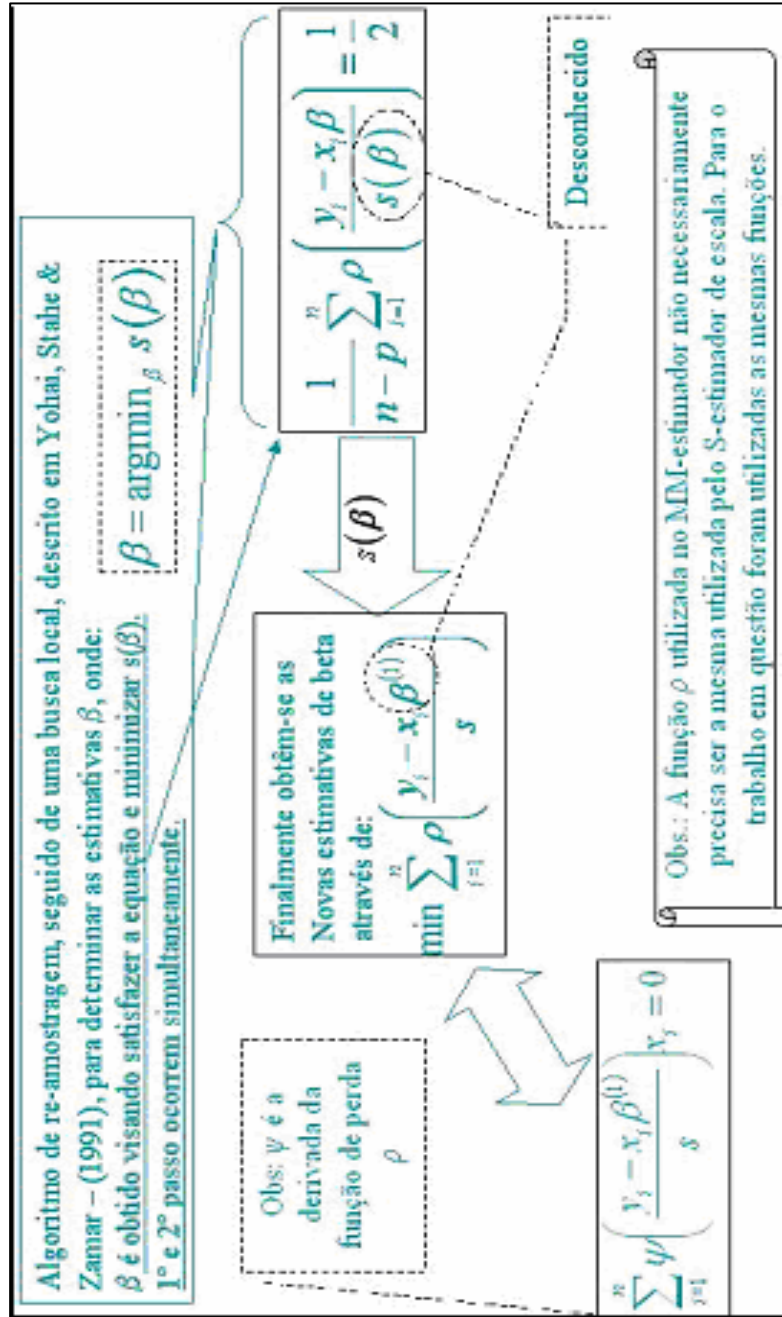 Algoritmo de re-amostragem, seguido de uma busca local, descrito em Yohai, Stahe &
Zamar – (1991), para determinar as estimativas β, onde:
β é obtido visando satisfazer a equação e minimizar s(β).
1º e 2º passo ocorrem simultaneamente.
β = argmin_β s(β)
1/(n−p) ∑_{i=1}^{n} ρ((y_i − x_i β)/s(β)) = 1/2
Desconhecido
s(β)
Finalmente obtêm-se as
Novas estimativas de beta
através de:
min ∑_{i=1}^{n} ρ((y_i − x_i β^{(1)})/s)
Obs: ψ é a
derivada da
função de perda
ρ
∑_{i=1}^{n} ψ((y_i − x_i β^{(1)})/s) x_i = 0
Obs.: A função ρ utilizada no MM-estimador não necessariamente
precisa ser a mesma utilizada pelo S-estimador de escala. Para o
trabalho em questão foram utilizadas as mesmas funções.